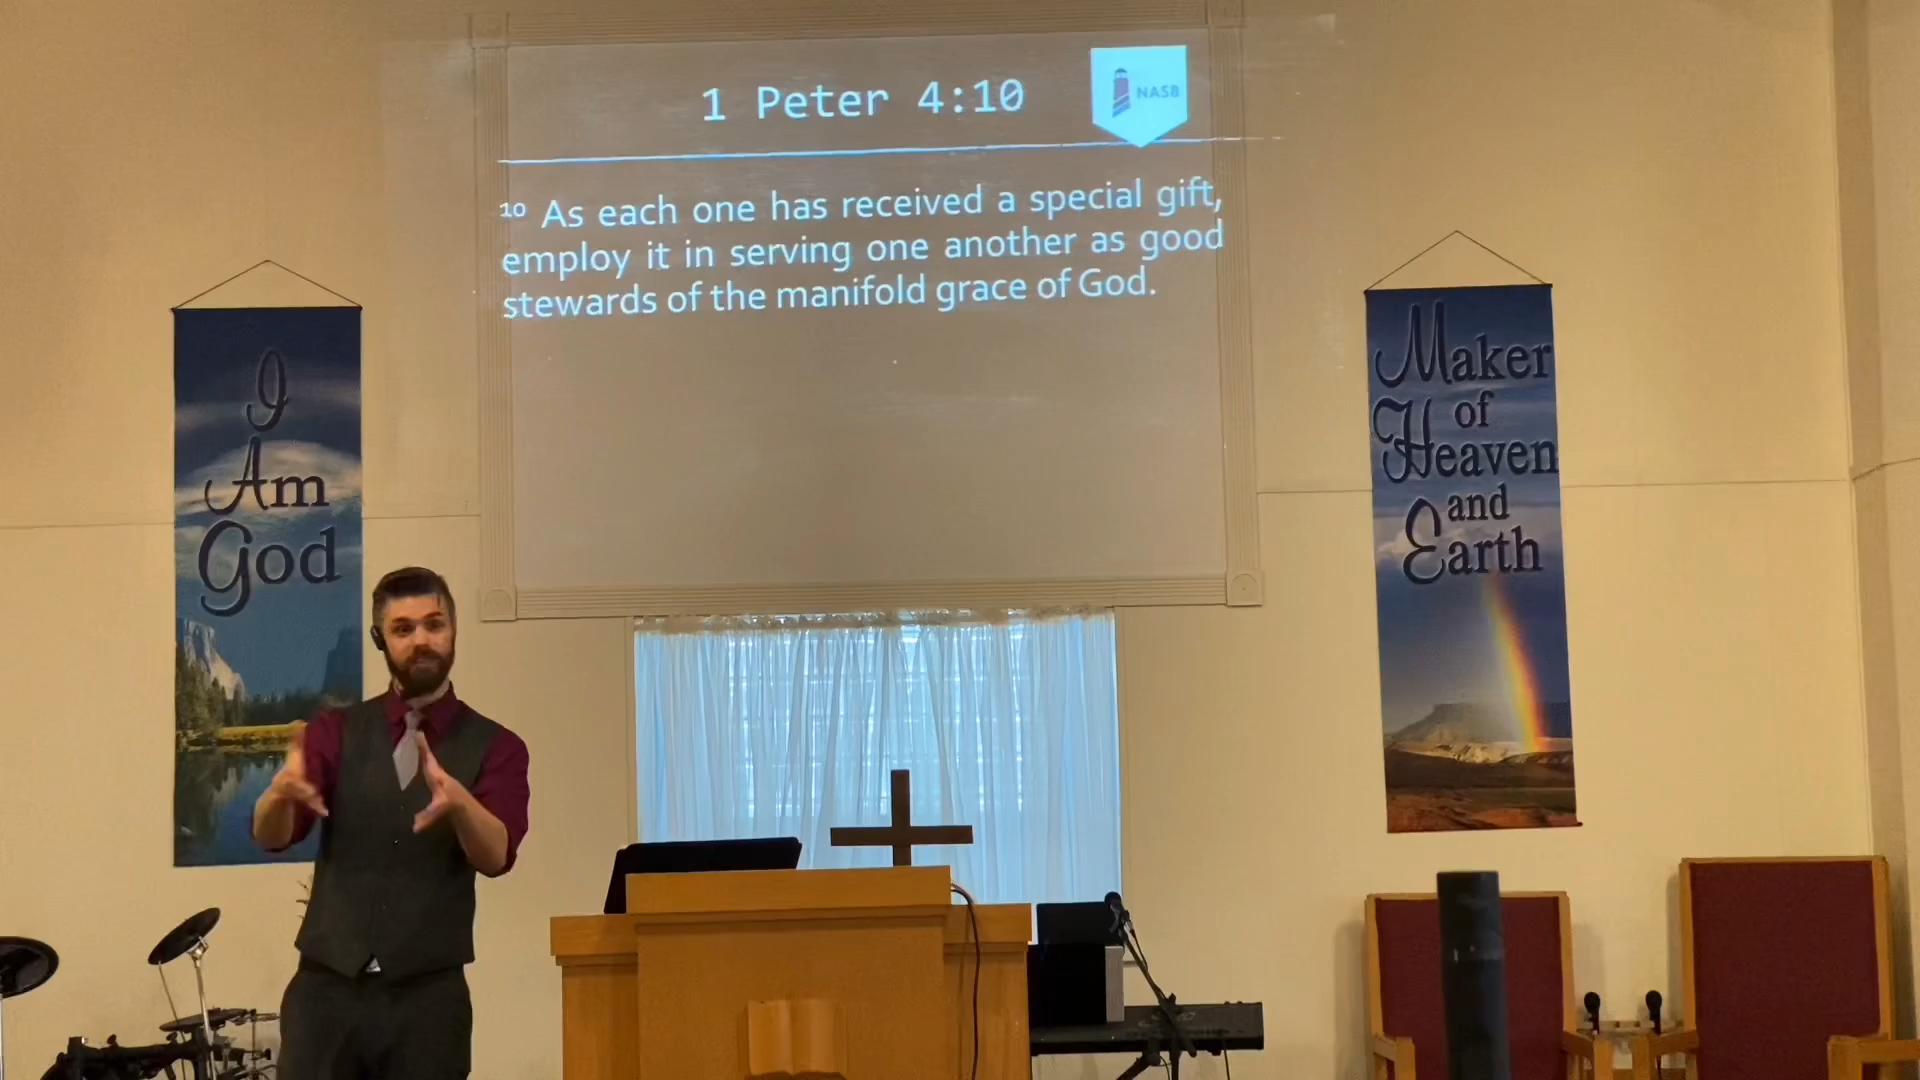 1 Peter 4:10
NASB
10 As each one has received a special gift,
employ it in serving one another as good
stewards of the manifold grace of God.
I
Am
God
Maker
of
Heaven
and
Earth